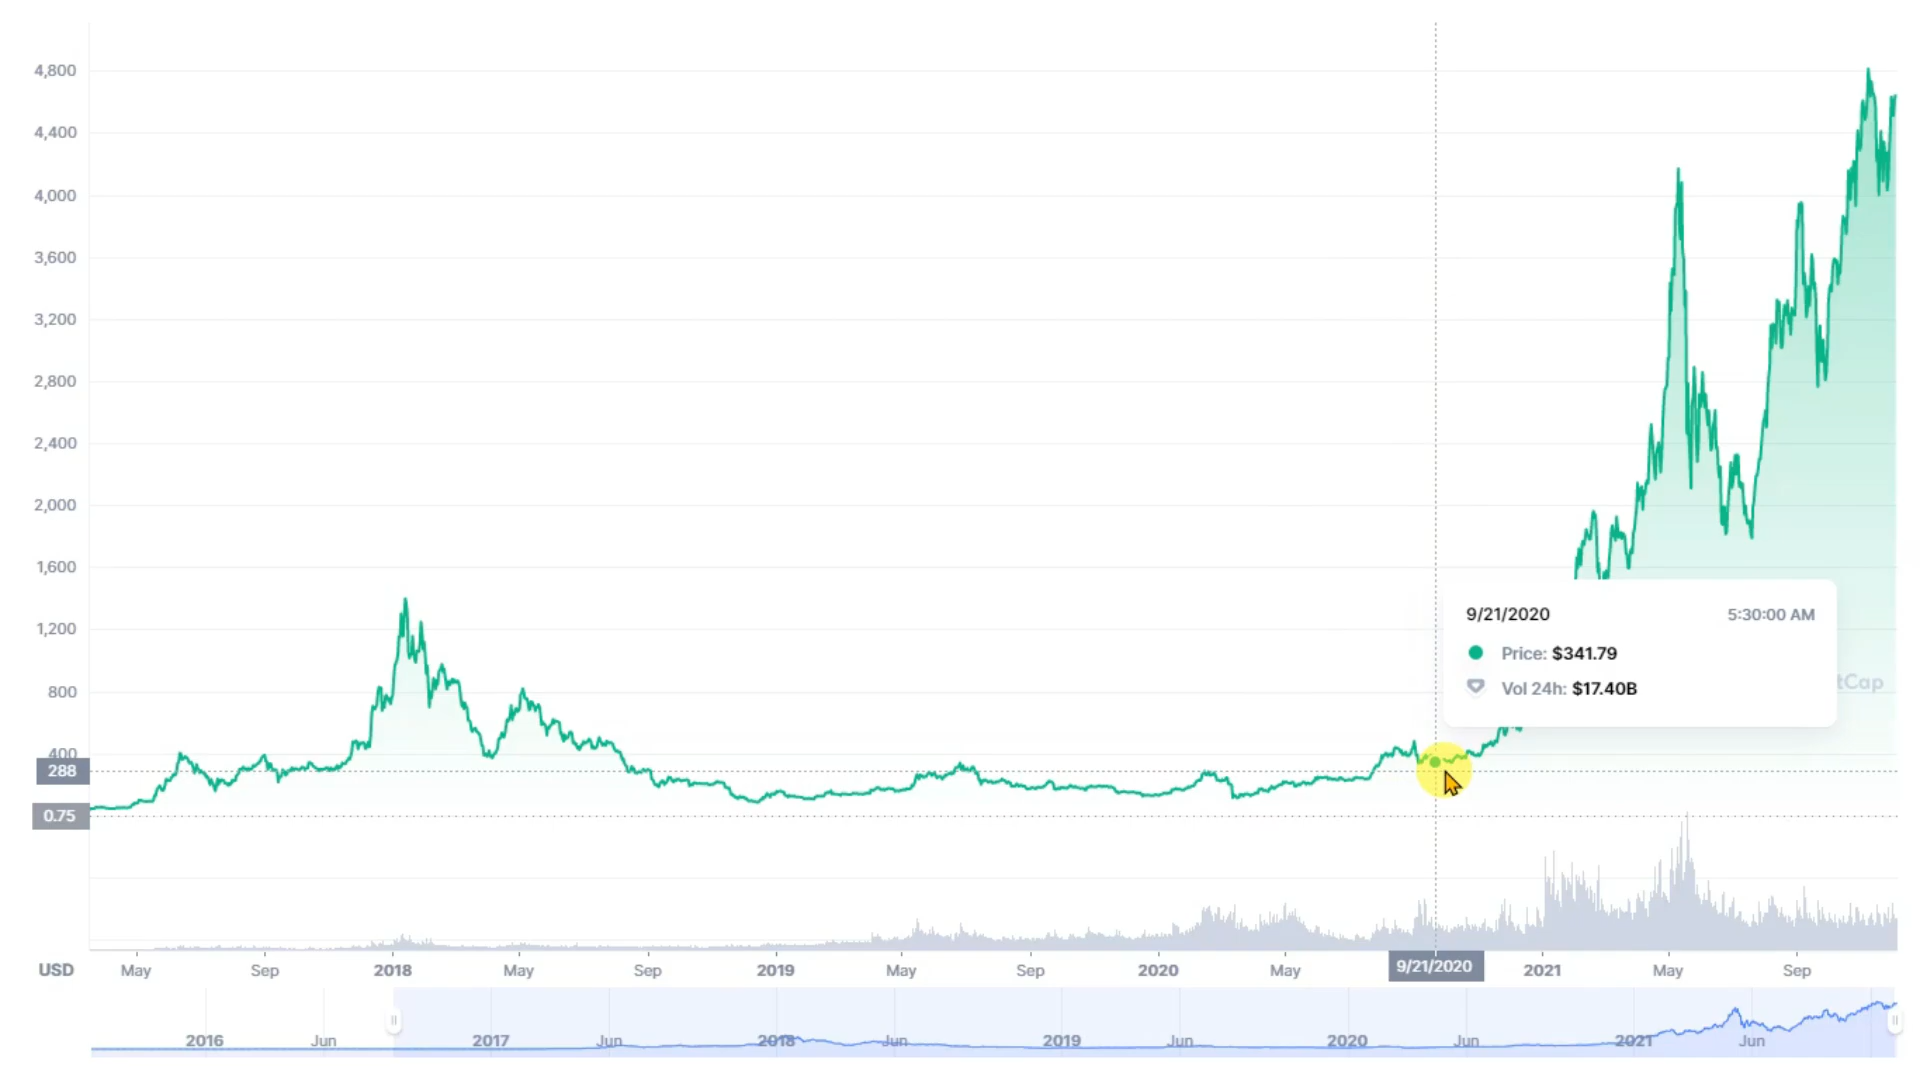 4,800
4,400
4,000
3,600
3,200
2,800
2,400
2,000
1,600
1,200
800
400
288
0.75
9/21/2020 5:30:00 AM
Price: $341.79
Vol 24h: $17.40B
tCap
USD May Sep 2018 May Sep 2019 May Sep 2020 May 9/21/2020 2021 May Sep
2016 Jun 2017 Jun 2018 Jun 2019 Jun 2020 Jun 2021 Jun